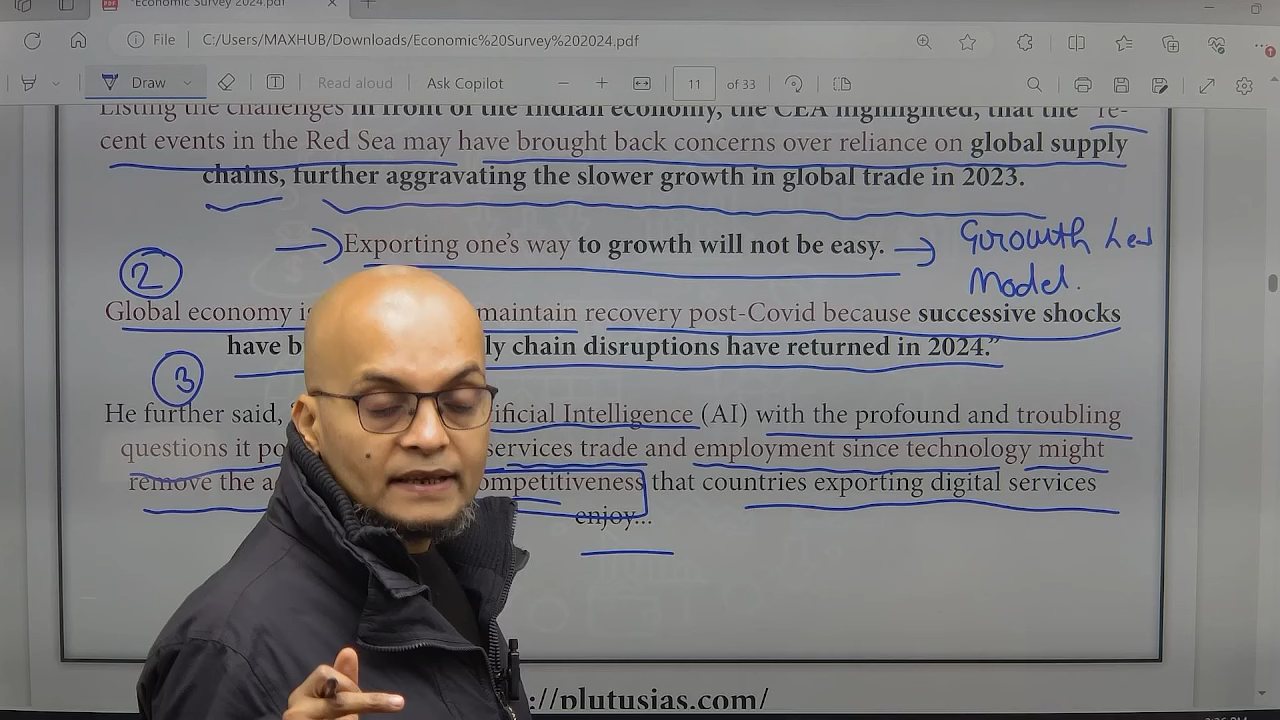 Economic Survey 2024.pdf
File C:/Users/MAXHUB/Downloads/Economic%20Survey%202024.pdf
Draw Read aloud Ask Copilot 11 of 33
Listing the challenges in front of the Indian economy, the CEA highlighted, that the "re-
cent events in the Red Sea may have brought back concerns over reliance on global supply
chains, further aggravating the slower growth in global trade in 2023.
Exporting one's way to growth will not be easy. Growth Led
Model.
2
Global economy maintain recovery post-Covid because successive shocks
have chain disruptions have returned in 2024."
3
He further said, Intelligence (AI) with the profound and troubling
questions it services trade and employment since technology might
remove the that countries exporting digital services
enjoy...
://plutusias.com/